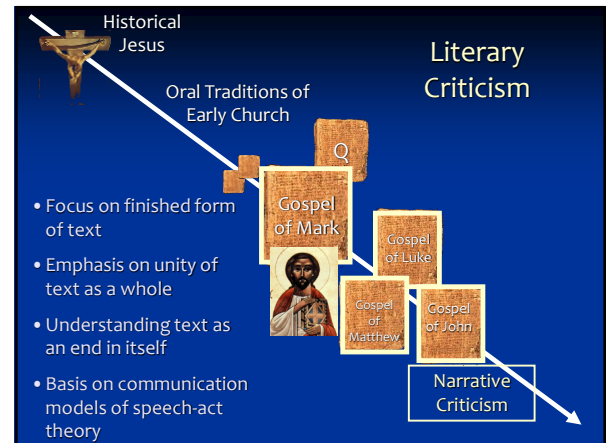 Historical
Jesus
Literary
Criticism
Oral Traditions of
Early Church
Q
Gospel
of Mark
Gospel
of Luke
Gospel
of
Matthew
Gospel
of John
• Focus on finished form
of text
• Emphasis on unity of
text as a whole
• Understanding text as
an end in itself
• Basis on communication
models of speech-act
theory
Narrative
Criticism